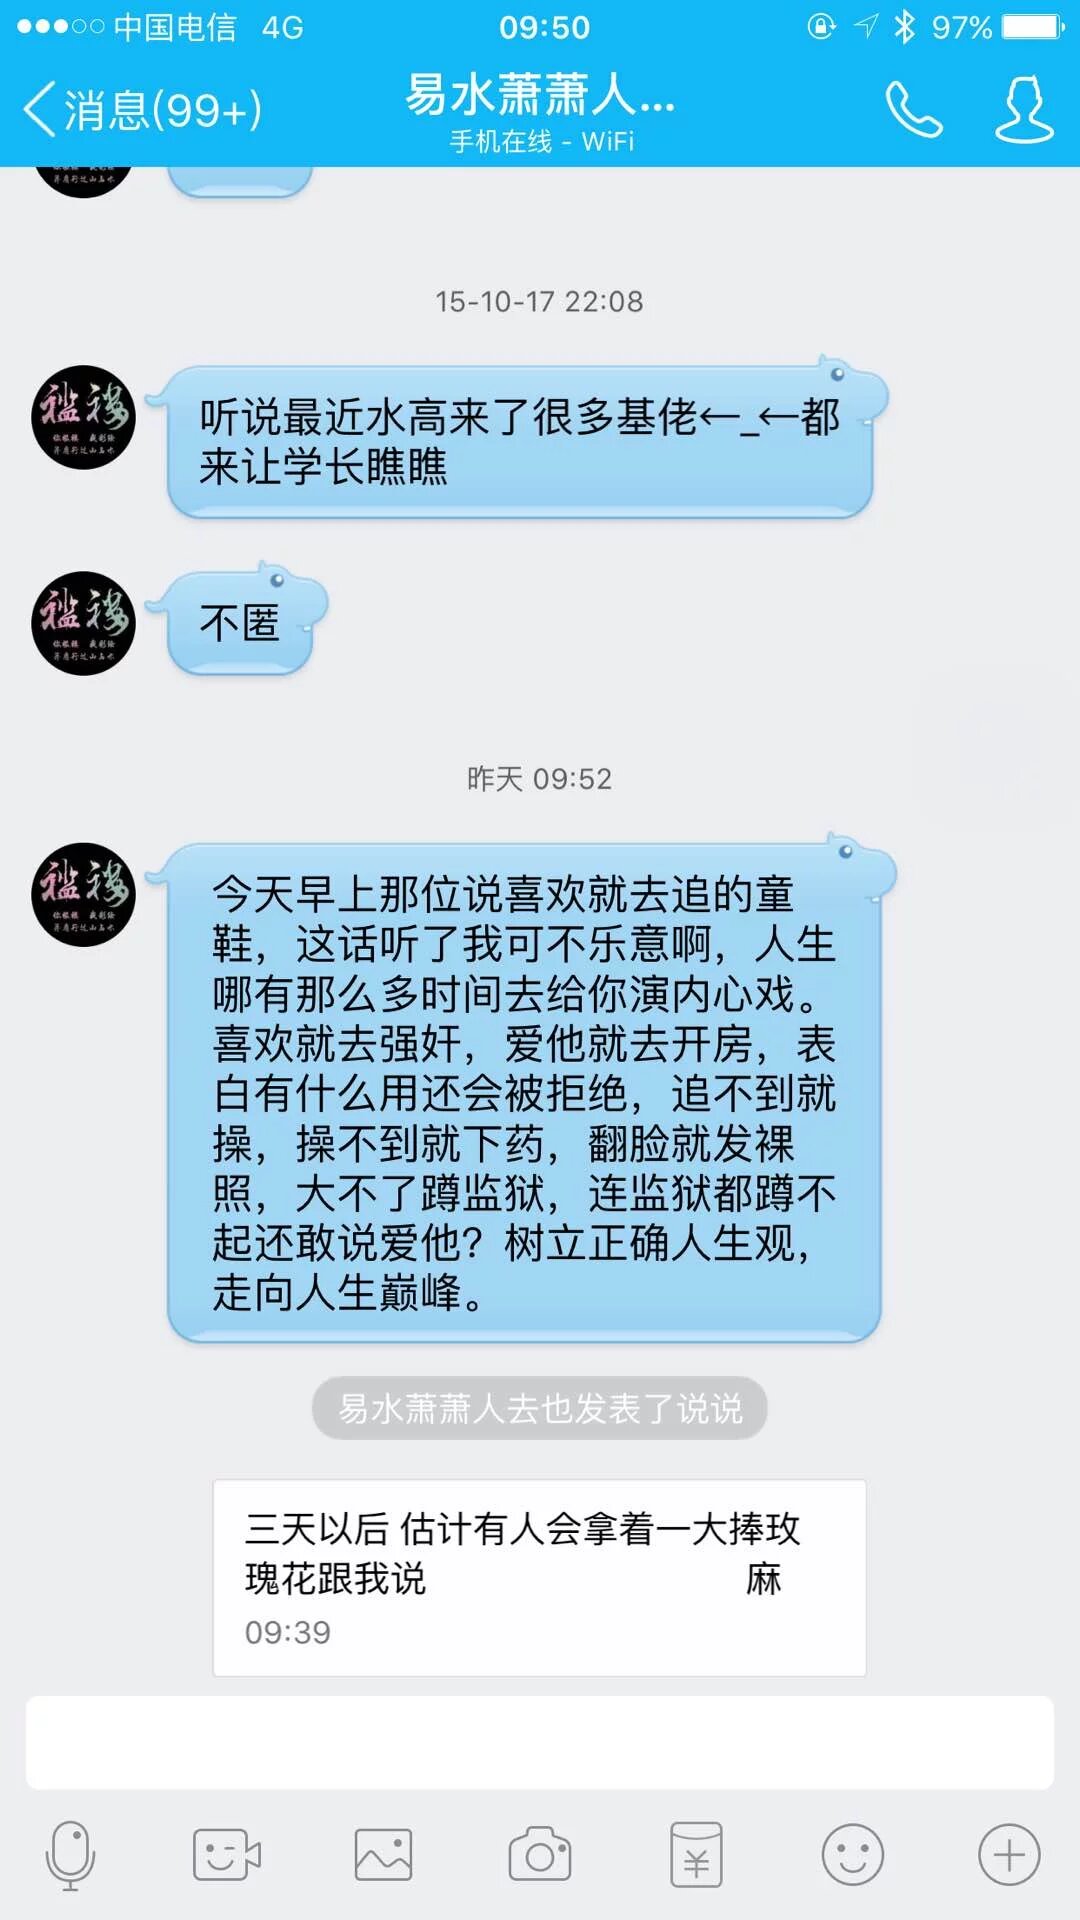 中国电信 4G 09:50 97%
消息(99+)
易水萧萧人...
手机在线 - WiFi
15-10-17 22:08
褴褛
听说最近水高来了很多基佬←_←都
来让学长瞧瞧
褴褛
不匿
昨天 09:52
褴褛
今天早上那位说喜欢就去追的童
鞋，这话听了我可不乐意啊，人生
哪有那么多时间去给你演内心戏。
喜欢就去强奸，爱他就去开房，表
白有什么用还会被拒绝，追不到就
操，操不到就下药，翻脸就发裸
照，大不了蹲监狱，连监狱都蹲不
起还敢说爱他？树立正确人生观，
走向人生巅峰。
易水萧萧人去也发表了说说
三天以后 估计有人会拿着一大捧玫
瑰花跟我说 麻
09:39
¥